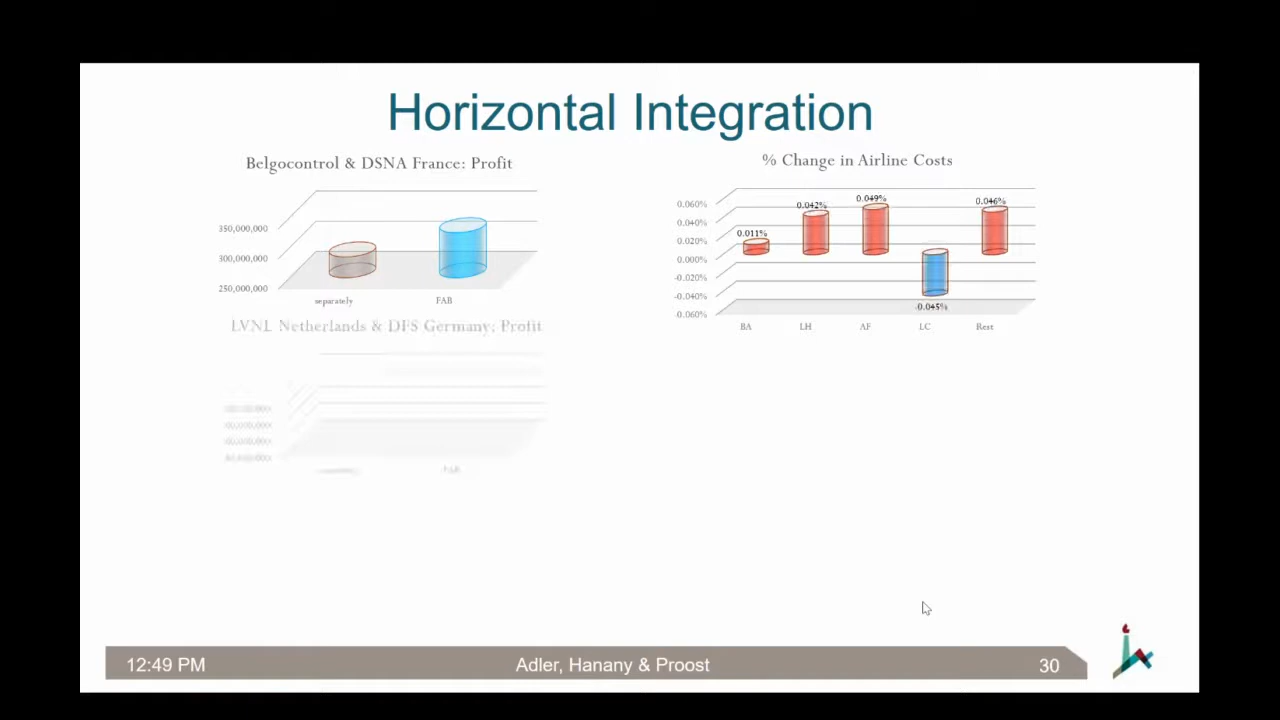 Horizontal Integration
Belgocontrol & DSNA France: Profit
350,000,000
300,000,000
250,000,000
separately
FAB
% Change in Airline Costs
0.060%
0.040%
0.020%
0.000%
-0.020%
-0.040%
-0.060%
0.011%
0.042%
0.049%
-0.045%
0.046%
BA
LH
AF
LC
Rest
LVNL Netherlands & DFS Germany: Profit
FAB
12:49 PM
Adler, Hanany & Proost
30